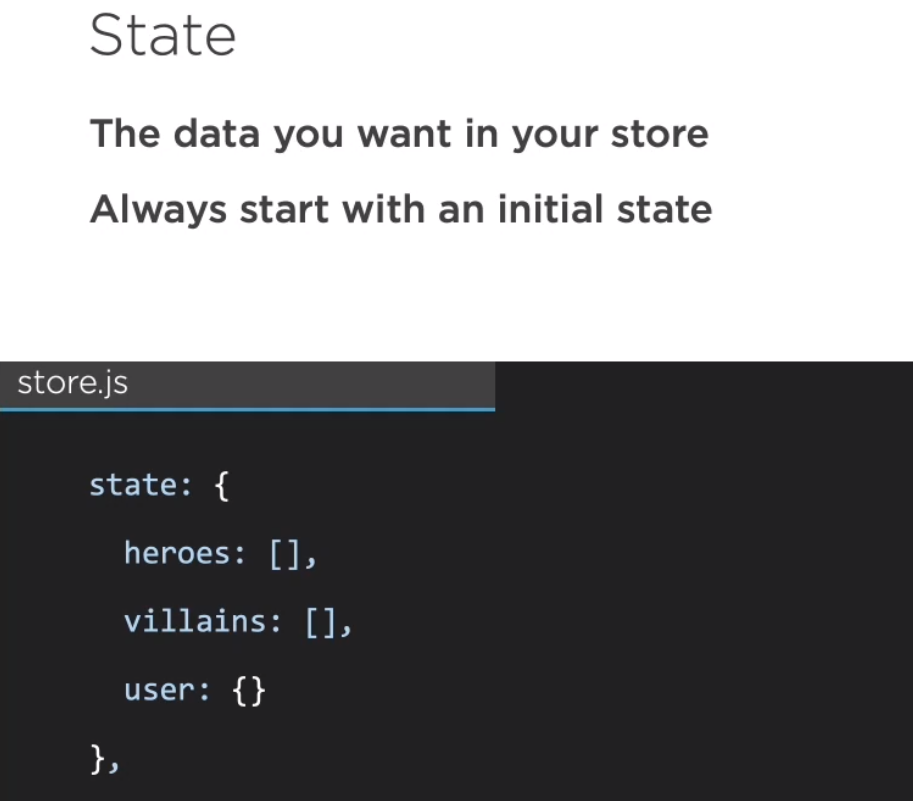 State
The data you want in your store
Always start with an initial state
store.js
state: {
heroes: [],
villains: [],
user: {}
},